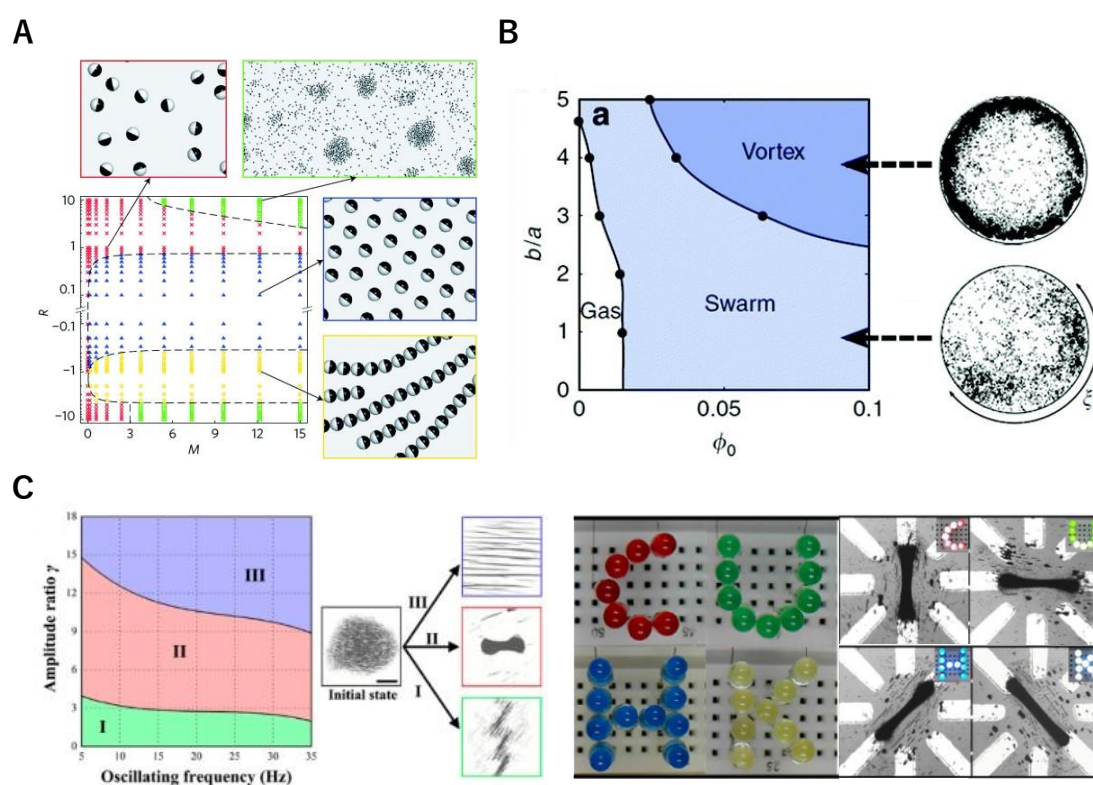 A
B
10
1
0.1
−0.1
−1
−10
R
0
3
6
9
12
15
M
a
5
4
3
2
1
0
b/a
Vortex
Gas
Swarm
0
0.05
0.1
ϕ0
ξ
C
18
15
12
9
6
3
0
Amplitude ratio γ
III
II
I
5
10
15
20
25
30
35
Oscillating frequency (Hz)
Initial state
III
II
I